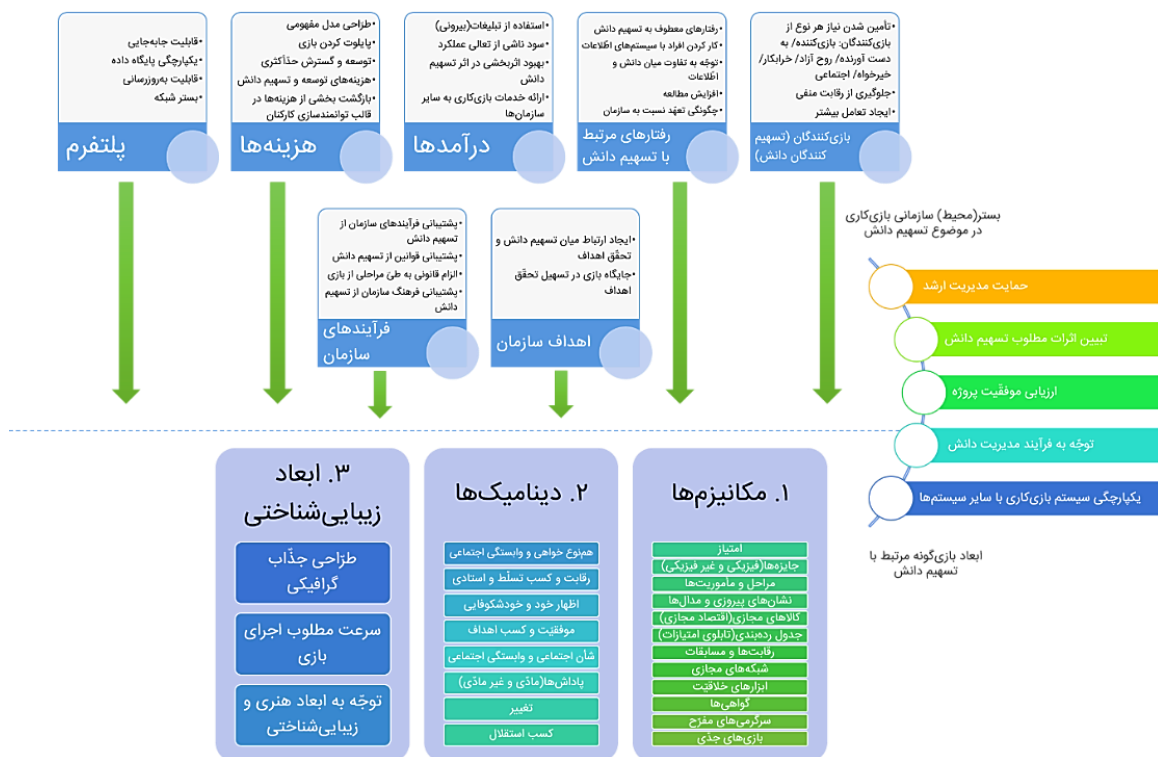 •تأمین شدن نیاز هر نوع از
بازی‌کنندگان: بازی‌کننده/ به
دست آورنده/ روح آزاد/ خرابکار/
خیرخواه/ اجتماعی
•جلوگیری از رقابت منفی
•ایجاد تعامل بیشتر
بازی‌کنندگان (تسهیم
کنندگان دانش)
•رفتارهای معطوف به تسهیم دانش
•کار کردن افراد با سیستم‌های اطّلاعات
•توجّه به تفاوت میان دانش و
اطّلاعات
•افزایش مطالعه
•چگونگی تعهّد نسبت به سازمان
رفتارهای مرتبط
با تسهیم دانش
•استفاده از تبلیغات(بیرونی)
•سود ناشی از تعالی عملکرد
•بهبود اثربخشی در اثر تسهیم
دانش
•ارائه خدمات بازی‌کاری به سایر
سازمان‌ها
درآمدها
•طرّاحی مدل مفهومی
•پایلوت کردن بازی
•توسعه و گسترش حدّاکثری
•هزینه‌های توسعه و تسهیم دانش
•بازگشت بخشی از هزینه‌ها در
قالب توانمندسازی کارکنان
هزینه‌ها
•قابلیت جابه‌جایی
•یکپارچگی پایگاه داده
•قابلیت به‌روزرسانی
•بستر شبکه
پلتفرم
•ایجاد ارتباط میان تسهیم دانش و
تحقّق اهداف
•جایگاه بازی در تسهیل تحقّق
اهداف
اهداف سازمان
•پشتیبانی فرآیندهای سازمان از
تسهیم دانش
•پشتیبانی قوانین از تسهیم دانش
•الزام قانونی به طیّ مراحلی از بازی
•پشتیبانی فرهنگ سازمان از تسهیم
دانش
فرآیندهای
سازمان
بستر(محیط) سازمانی بازی‌کاری
در موضوع تسهیم دانش
حمایت مدیریت ارشد
تبیین اثرات مطلوب تسهیم دانش
ارزیابی موفّقیت پروژه
توجّه به فرآیند مدیریت دانش
یکپارچگی سیستم بازی‌کاری با سایر سیستم‌ها
ابعاد بازی‌گونه مرتبط با
تسهیم دانش
۱. مکانیزم‌ها
امتیاز
جایزه‌ها(فیزیکی و غیر فیزیکی)
مراحل و مأموریت‌ها
نشان‌های پیروزی و مدال‌ها
کالاهای مجازی(اقتصاد مجازی)
جدول رده‌بندی(تابلوی امتیازات)
رقابت‌ها و مسابقات
شبکه‌های مجازی
ابزارهای خلاقیّت
گواهی‌ها
سرگرمی‌های مفرّح
بازی‌های جدّی
۲. دینامیک‌ها
هم‌نوع خواهی و وابستگی اجتماعی
رقابت و کسب تسلّط و استادی
اظهار خود و خودشکوفایی
موفقیّت و کسب اهداف
شأن اجتماعی و وابستگی اجتماعی
پاداش‌ها(مادّی و غیر مادّی)
تغییر
کسب استقلال
۳. ابعاد
زیبایی‌شناختی
طرّاحی جذّاب
گرافیکی
سرعت مطلوب اجرای
بازی
توجّه به ابعاد هنری و
زیبایی‌شناختی